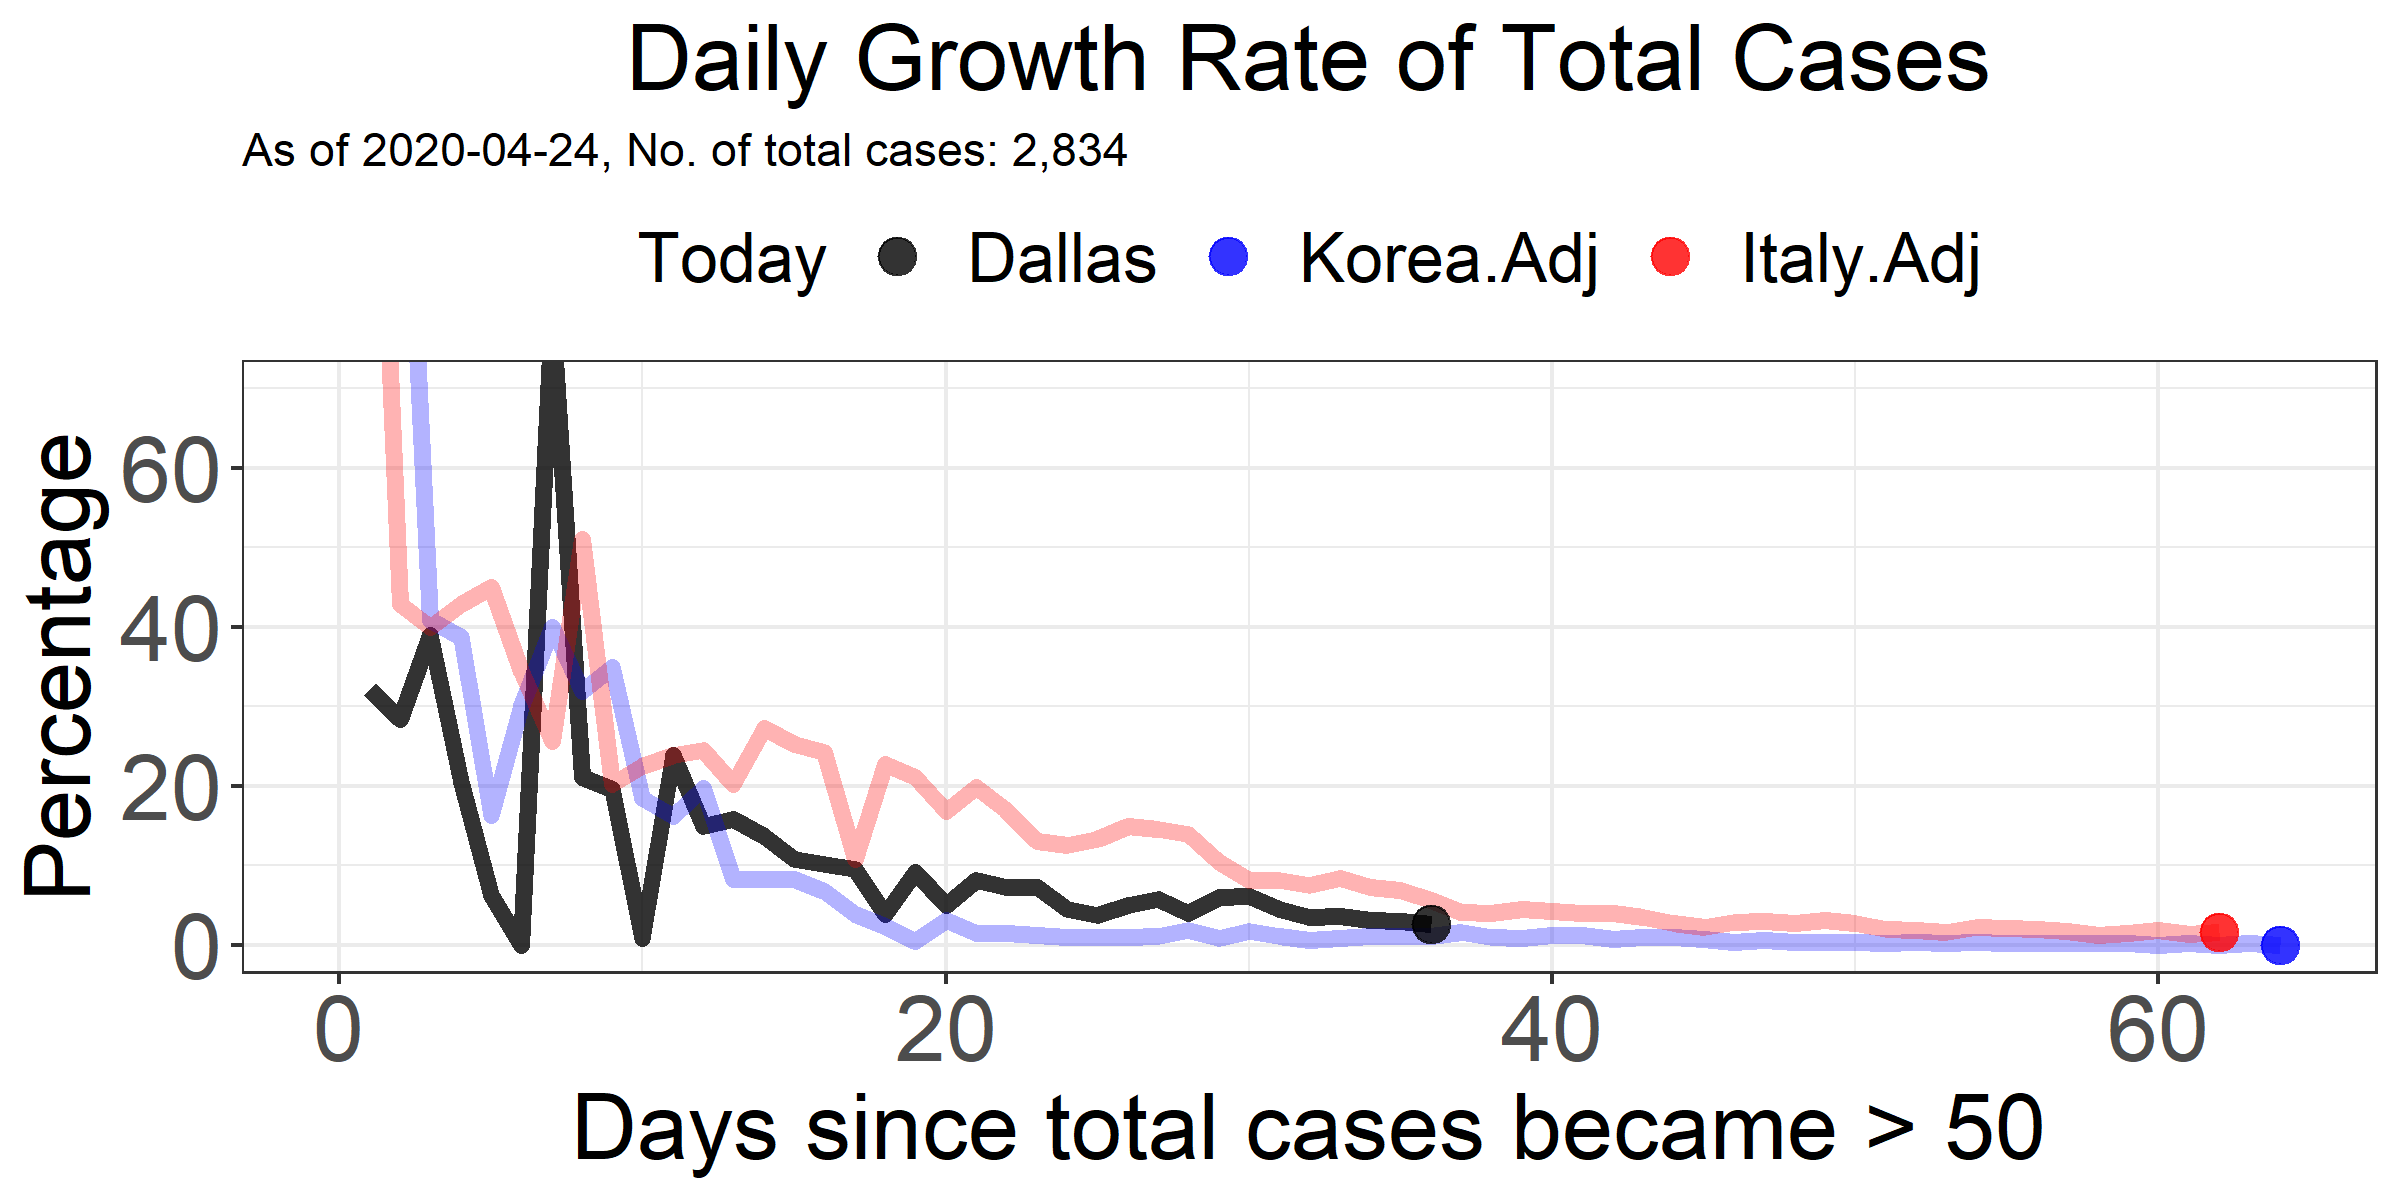 Daily Growth Rate of Total Cases
As of 2020-04-24, No. of total cases: 2,834
Today Dallas Korea.Adj Italy.Adj
Percentage
60
40
20
0
0 20 40 60
Days since total cases became > 50